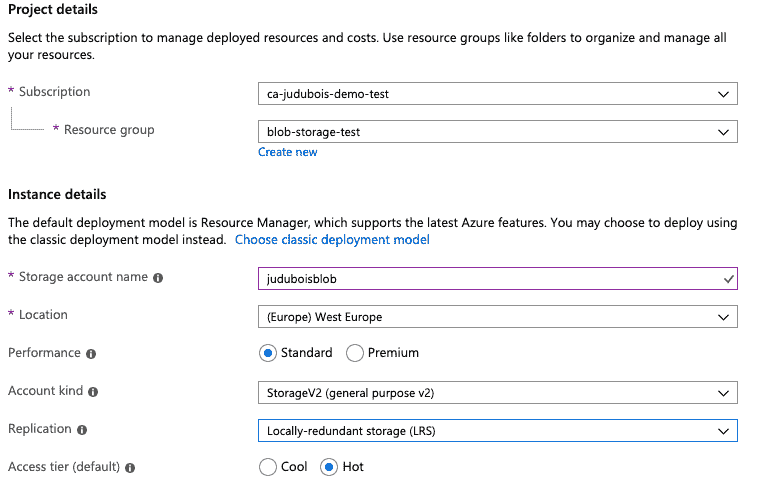 Project details
Select the subscription to manage deployed resources and costs. Use resource groups like folders to organize and manage all
your resources.
* Subscription
ca-judubois-demo-test
* Resource group
blob-storage-test
Create new
Instance details
The default deployment model is Resource Manager, which supports the latest Azure features. You may choose to deploy using
the classic deployment model instead. Choose classic deployment model
* Storage account name
juduboisblob
* Location
(Europe) West Europe
Performance
Standard Premium
Account kind
StorageV2 (general purpose v2)
Replication
Locally-redundant storage (LRS)
Access tier (default)
Cool Hot